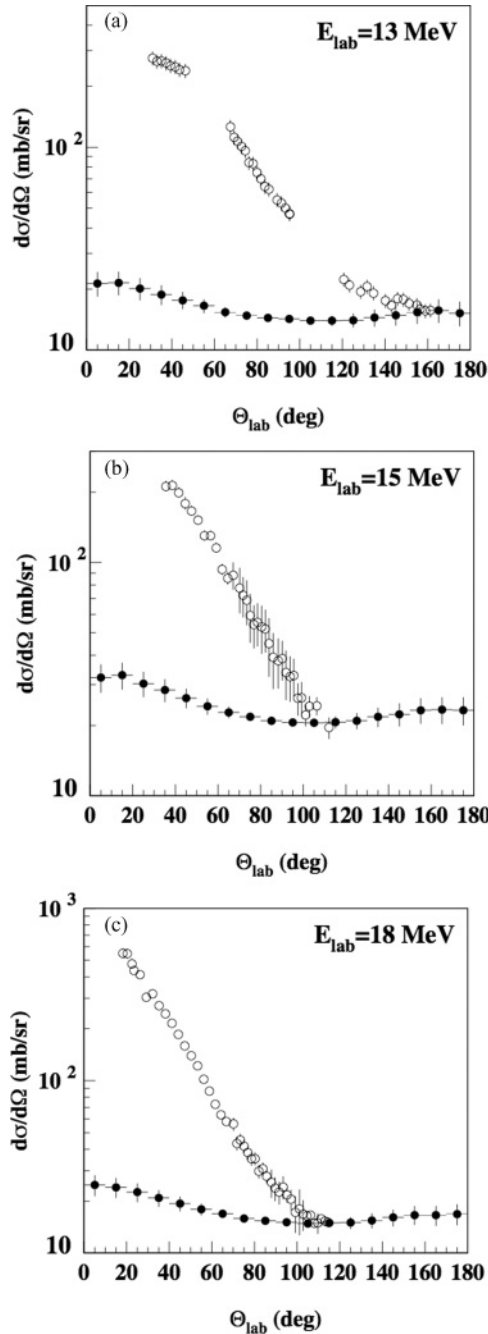 (a)
E_lab=13 MeV
10^2
10
dσ/dΩ (mb/sr)
0 20 40 60 80 100 120 140 160 180
Θ_lab (deg)
(b)
E_lab=15 MeV
10^2
10
dσ/dΩ (mb/sr)
0 20 40 60 80 100 120 140 160 180
Θ_lab (deg)
10^3
(c)
E_lab=18 MeV
10^2
10
dσ/dΩ (mb/sr)
0 20 40 60 80 100 120 140 160 180
Θ_lab (deg)